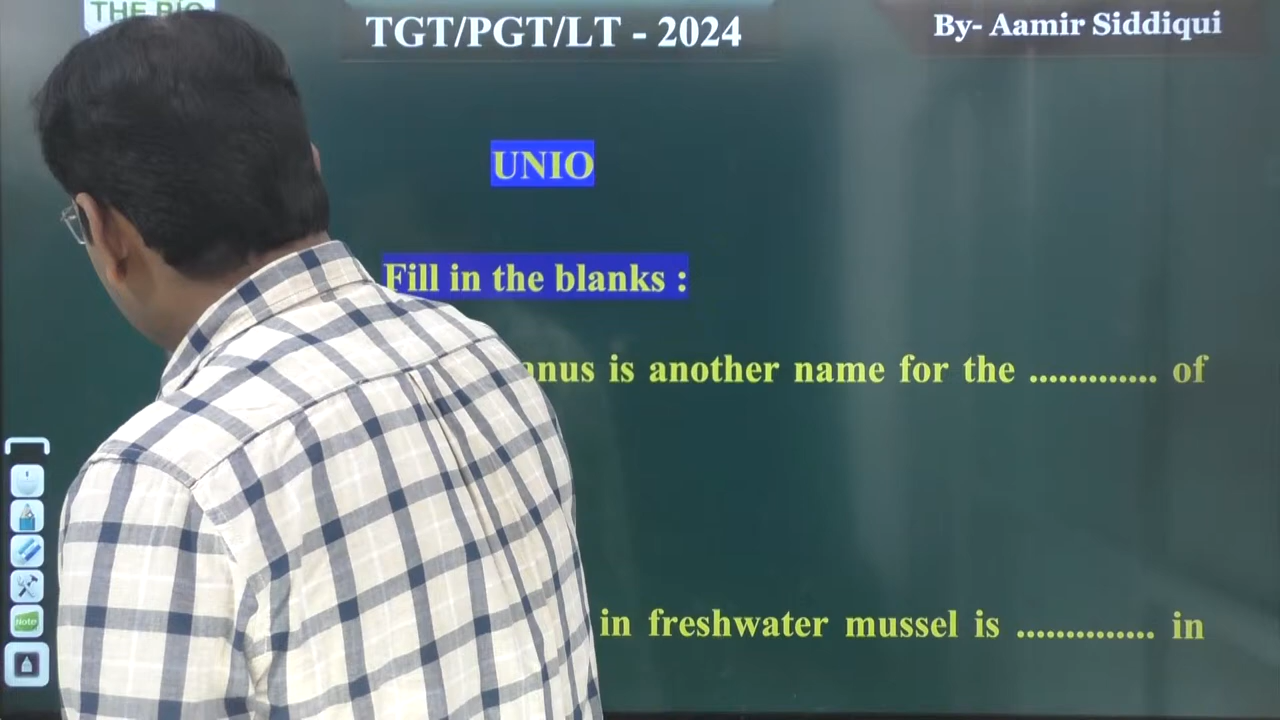 THE BIO
TGT/PGT/LT - 2024
By- Aamir Siddiqui
UNIO
Fill in the blanks :
is another name for the ............. of
in freshwater mussel is .............. in
Note